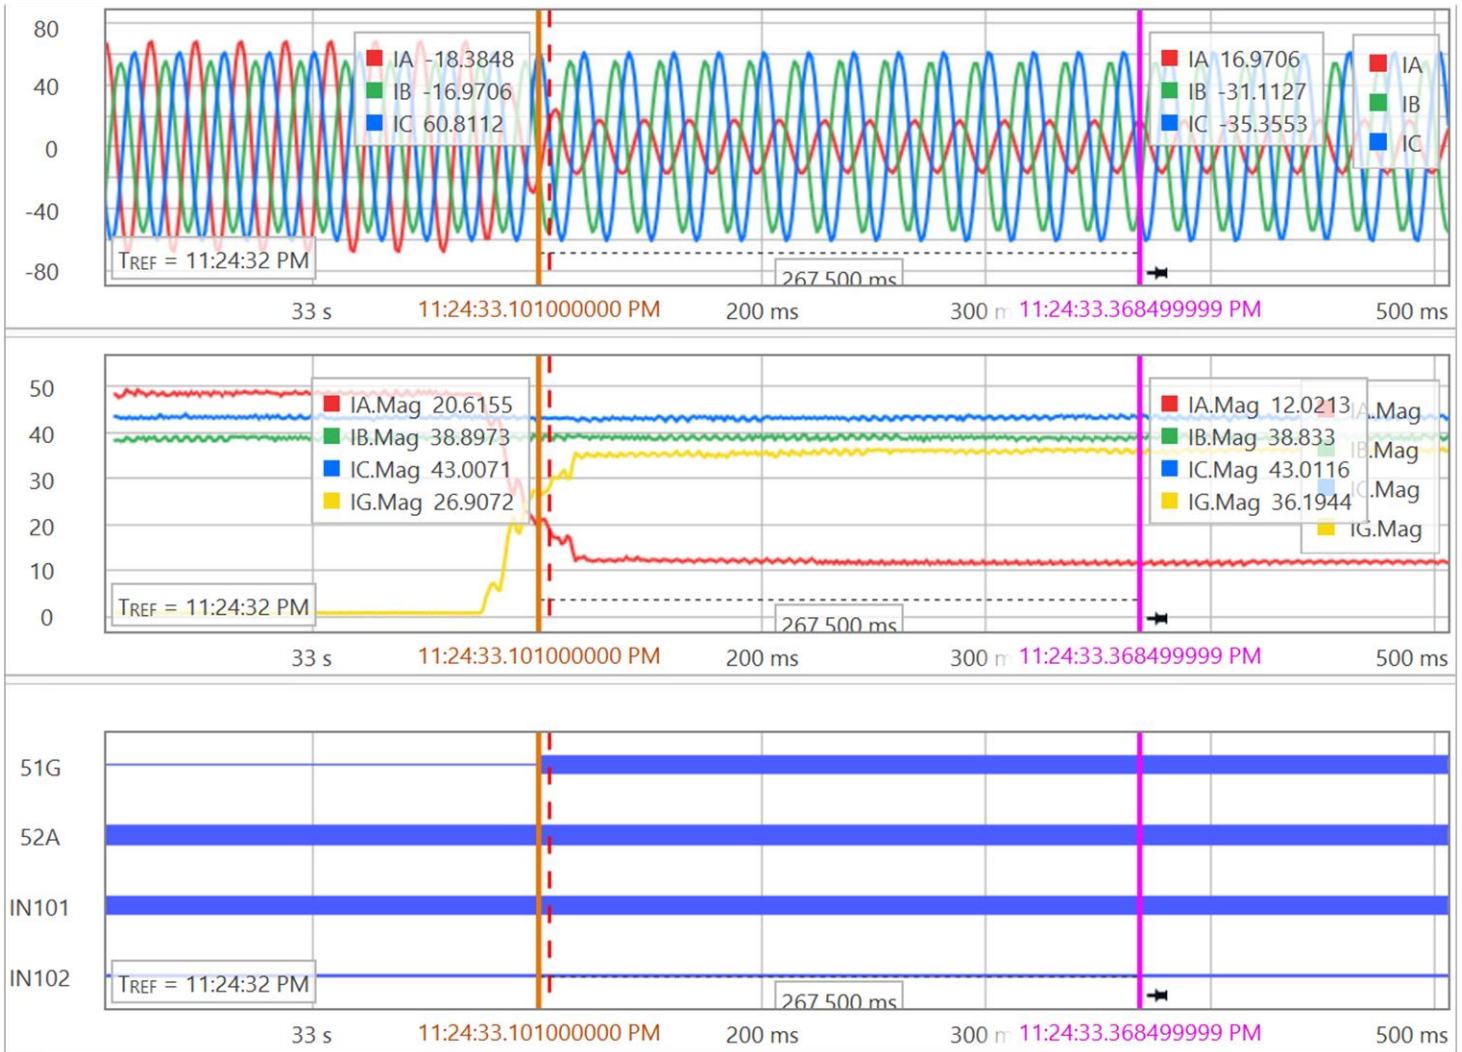 80
40
0
-40
-80
IA -18.3848
IB -16.9706
IC 60.8112
IA 16.9706
IB -31.1127
IC -35.3553
IA
IB
IC
TREF = 11:24:32 PM
267.500 ms
33 s
11:24:33.101000000 PM
200 ms
300 m
11:24:33.368499999 PM
500 ms
50
40
30
20
10
0
IA.Mag 20.6155
IB.Mag 38.8973
IC.Mag 43.0071
IG.Mag 26.9072
IA.Mag 12.0213
IB.Mag 38.833
IC.Mag 43.0116
IG.Mag 36.1944
IA.Mag
IB.Mag
IC.Mag
IG.Mag
TREF = 11:24:32 PM
267.500 ms
33 s
11:24:33.101000000 PM
200 ms
300 m
11:24:33.368499999 PM
500 ms
51G
52A
IN101
IN102
TREF = 11:24:32 PM
267.500 ms
33 s
11:24:33.101000000 PM
200 ms
300 m
11:24:33.368499999 PM
500 ms